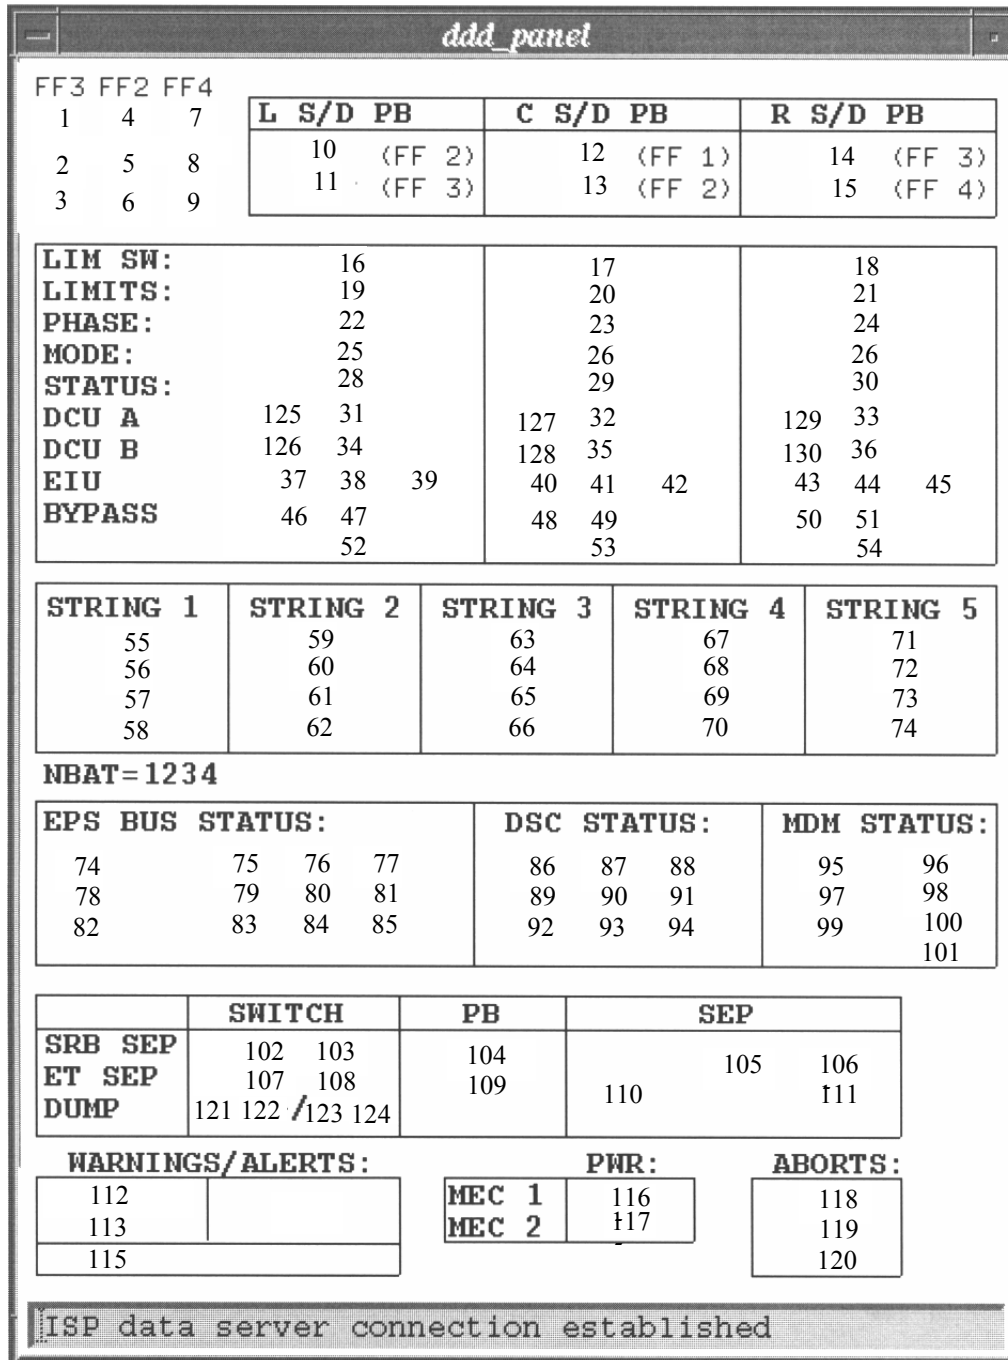 ddd_panel
FF3 FF2 FF4
1 4 7
2 5 8
3 6 9
L S/D PB C S/D PB R S/D PB
10 (FF 2) 12 (FF 1) 14 (FF 3)
11 (FF 3) 13 (FF 2) 15 (FF 4)
LIM SW: 16 17 18
LIMITS: 19 20 21
PHASE: 22 23 24
MODE: 25 26 26
STATUS: 28 29 30
DCU A 125 31 127 32 129 33
DCU B 126 34 128 35 130 36
EIU 37 38 39 40 41 42 43 44 45
BYPASS 46 47 48 49 50 51
52 53 54
STRING 1 STRING 2 STRING 3 STRING 4 STRING 5
55 59 63 67 71
56 60 64 68 72
57 61 65 69 73
58 62 66 70 74
NBAT=1234
EPS BUS STATUS: DSC STATUS: MDM STATUS:
74 75 76 77 86 87 88 95 96
78 79 80 81 89 90 91 97 98
82 83 84 85 92 93 94 99 100
101
SWITCH PB SEP
SRB SEP 102 103 104 105 106
ET SEP 107 108 109 110 111
DUMP 121 122 /123 124
WARNINGS/ALERTS: PWR: ABORTS:
112 MEC 1 116 118
113 MEC 2 117 119
115 120
ISP data server connection established